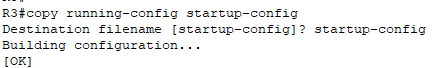 R3#copy running-config startup-config
Destination filename [startup-config]? startup-config
Building configuration...
[OK]